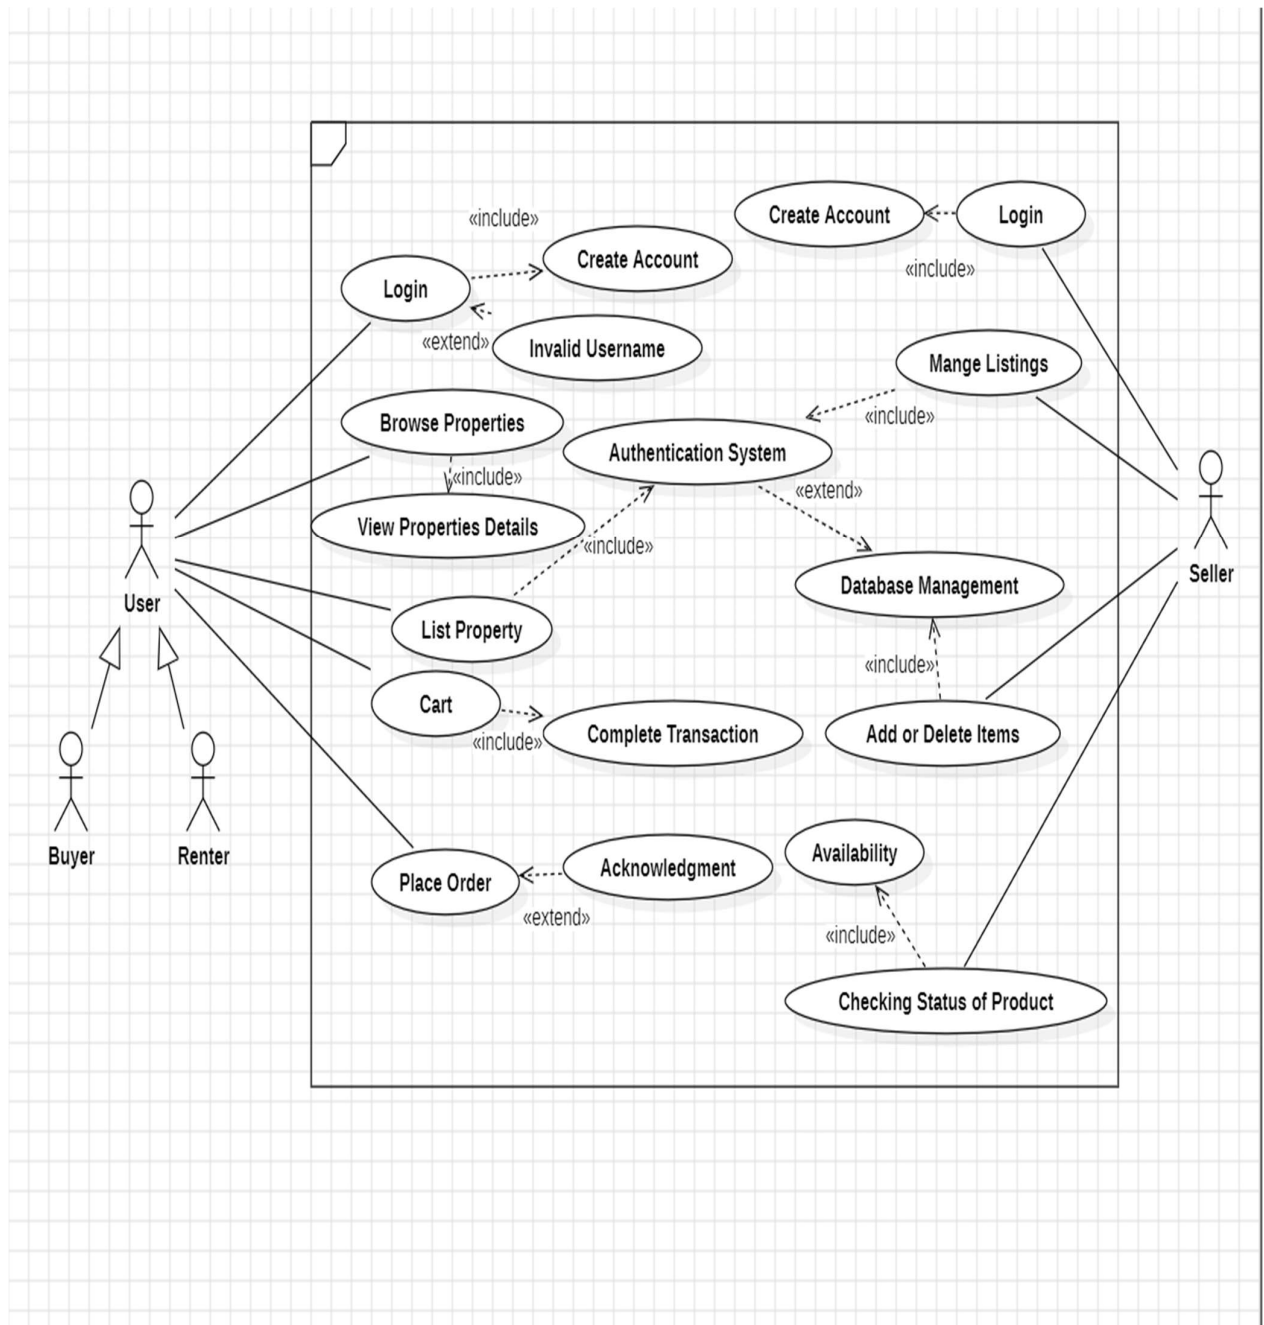 Create Account
Login
«include»
Create Account
«include»
Login
«extend»
Invalid Username
Mange Listings
«include»
Browse Properties
Authentication System
«include»
«extend»
View Properties Details
«include»
Database Management
Seller
User
List Property
«include»
Cart
Complete Transaction
«include»
Add or Delete Items
Buyer
Renter
Availability
Acknowledgment
Place Order
«extend»
«include»
Checking Status of Product